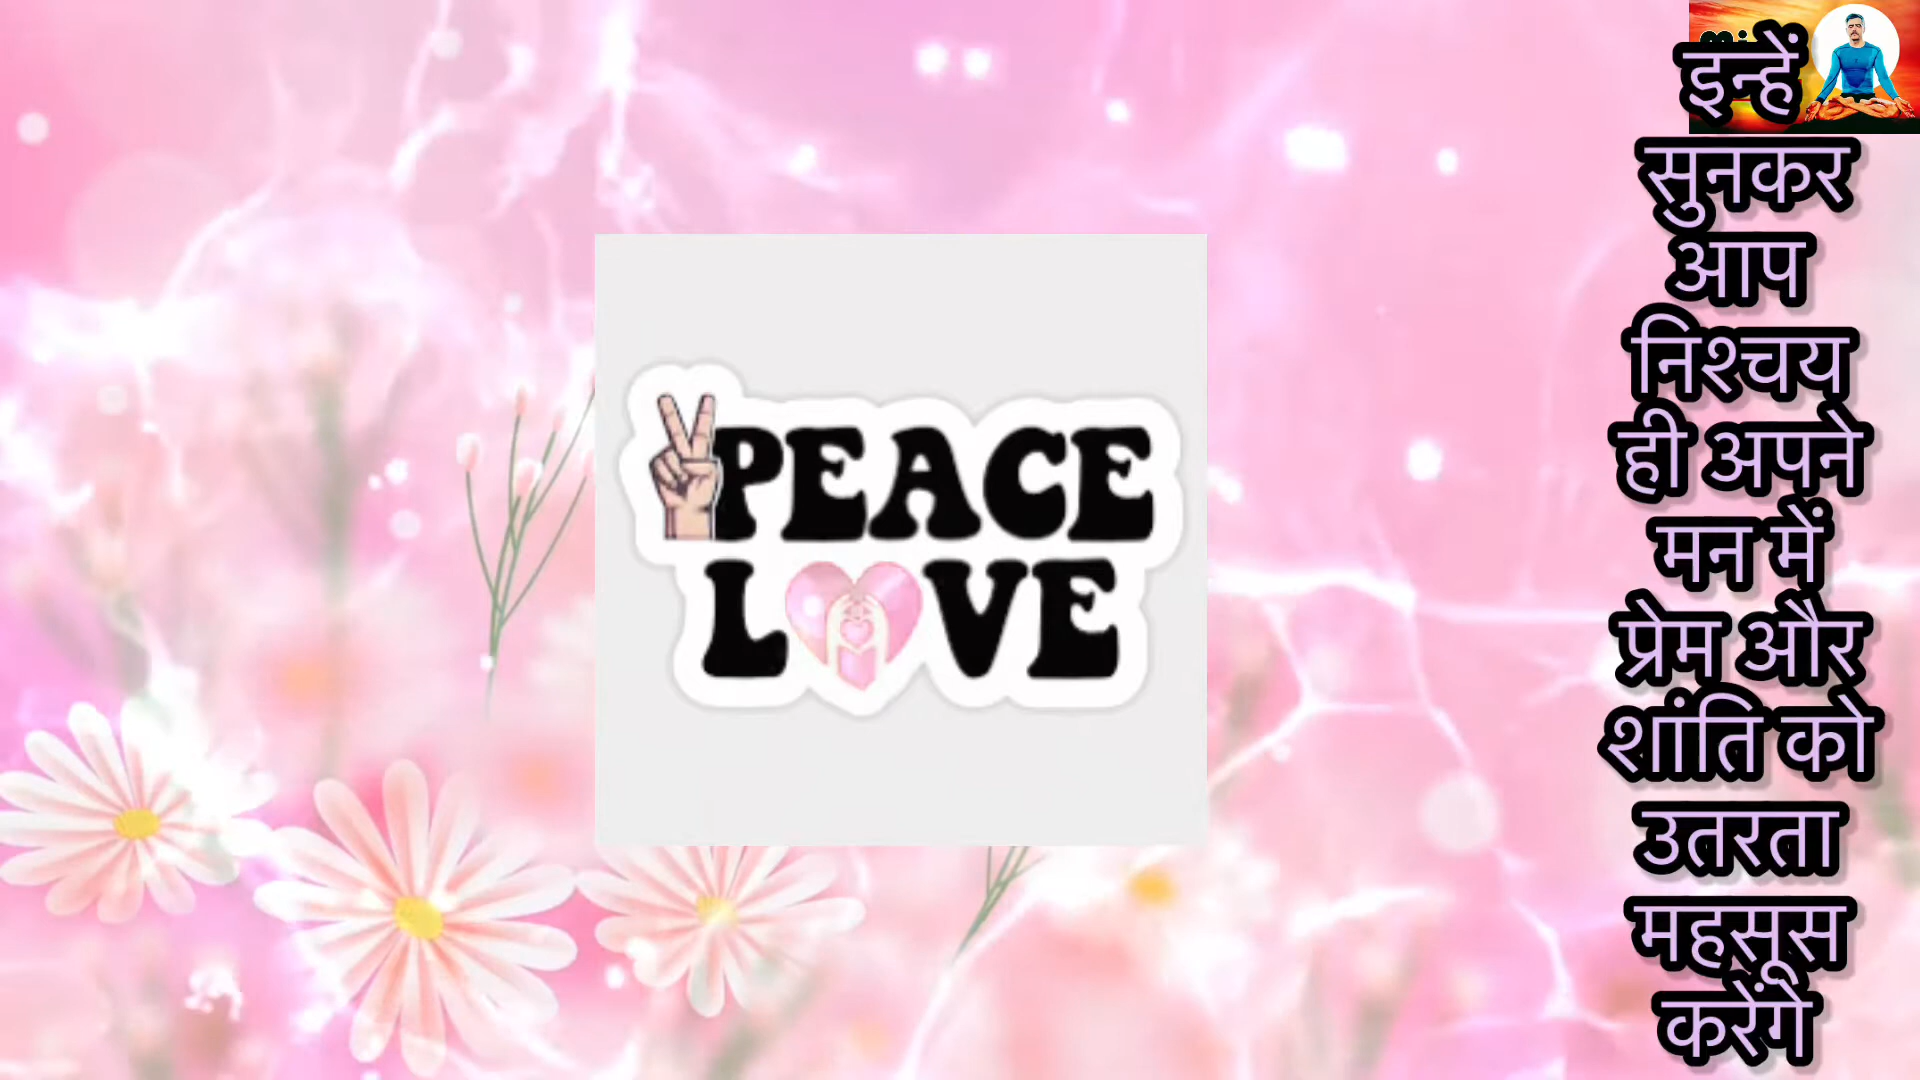 PEACE
LOVE
इन्हें
सुनकर
आप
निश्चय
ही अपने
मन में
प्रेम और
शांति को
उतरता
महसूस
करेंगे